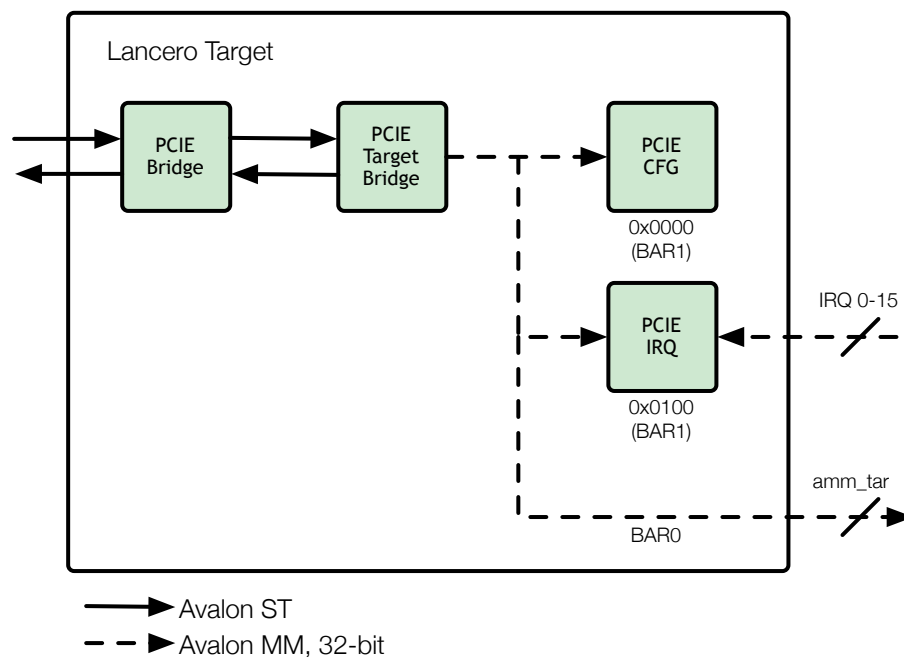 Lancero Target
PCIE
Bridge
PCIE
Target
Bridge
PCIE
CFG
0x0000
(BAR1)
PCIE
IRQ
0x0100
(BAR1)
IRQ 0-15
amm_tar
BAR0
Avalon ST
Avalon MM, 32-bit